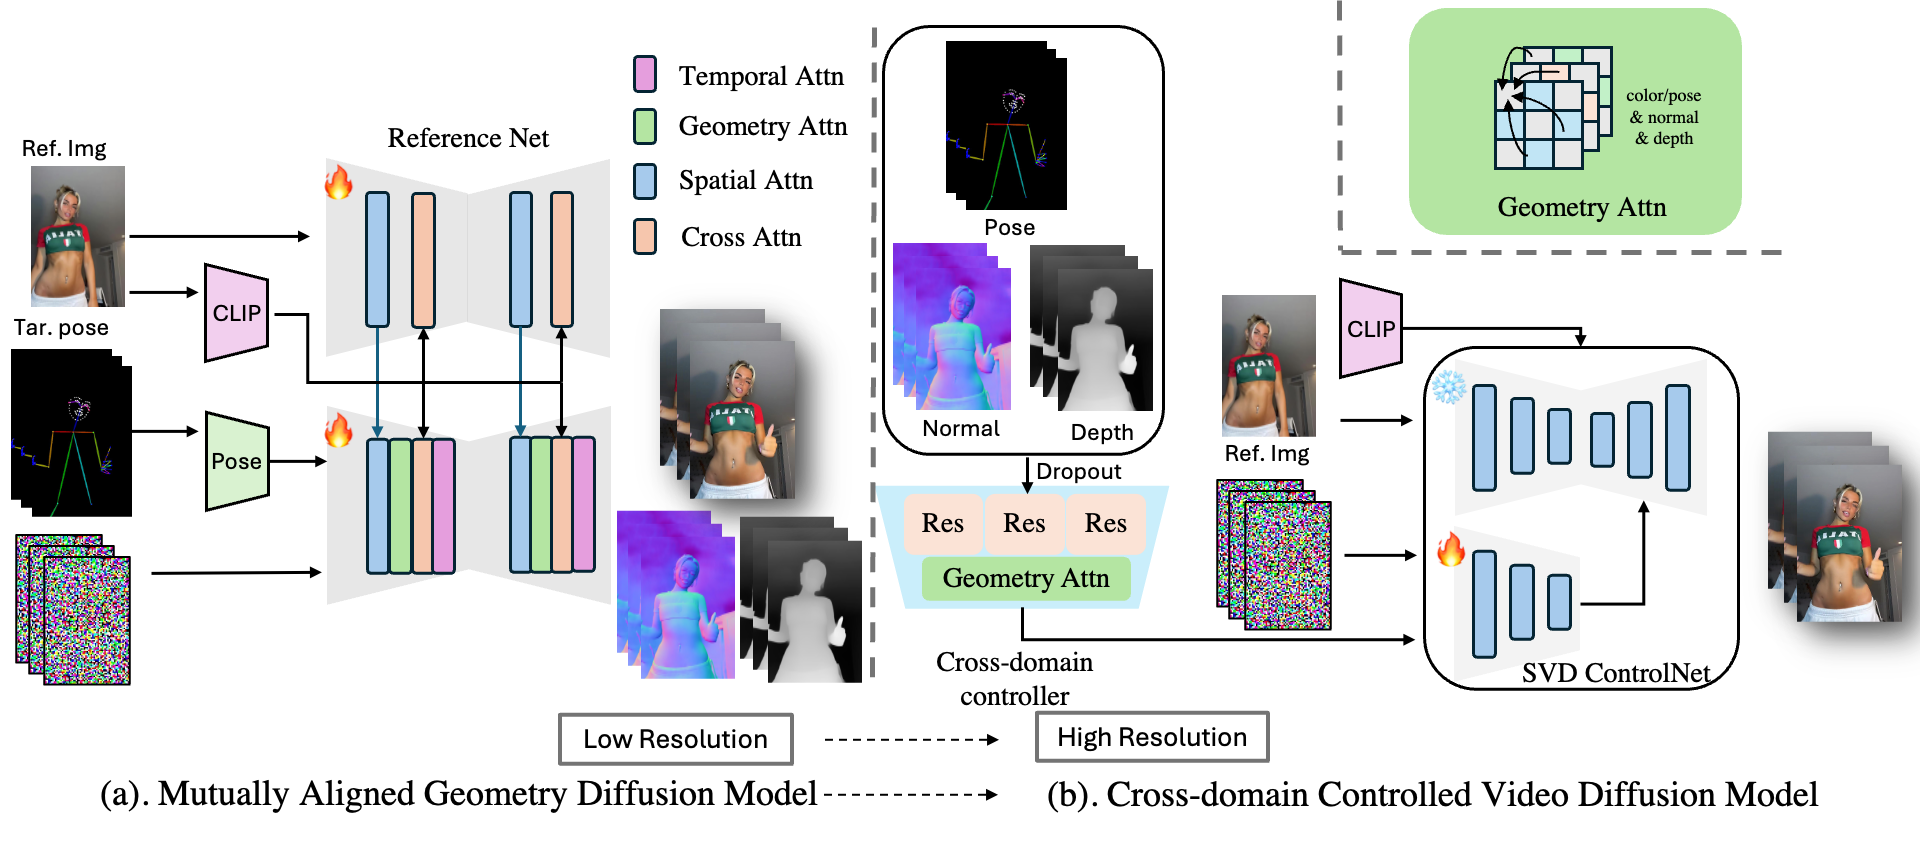 Ref. Img
Tar. pose
CLIP
Pose
Reference Net
Temporal Attn
Geometry Attn
Spatial Attn
Cross Attn
Pose
Normal
Depth
Dropout
Res
Res
Res
Geometry Attn
Cross-domain
controller
color/pose
& normal
& depth
Geometry Attn
CLIP
Ref. Img
SVD ControlNet
Low Resolution
High Resolution
(a). Mutually Aligned Geometry Diffusion Model
(b). Cross-domain Controlled Video Diffusion Model